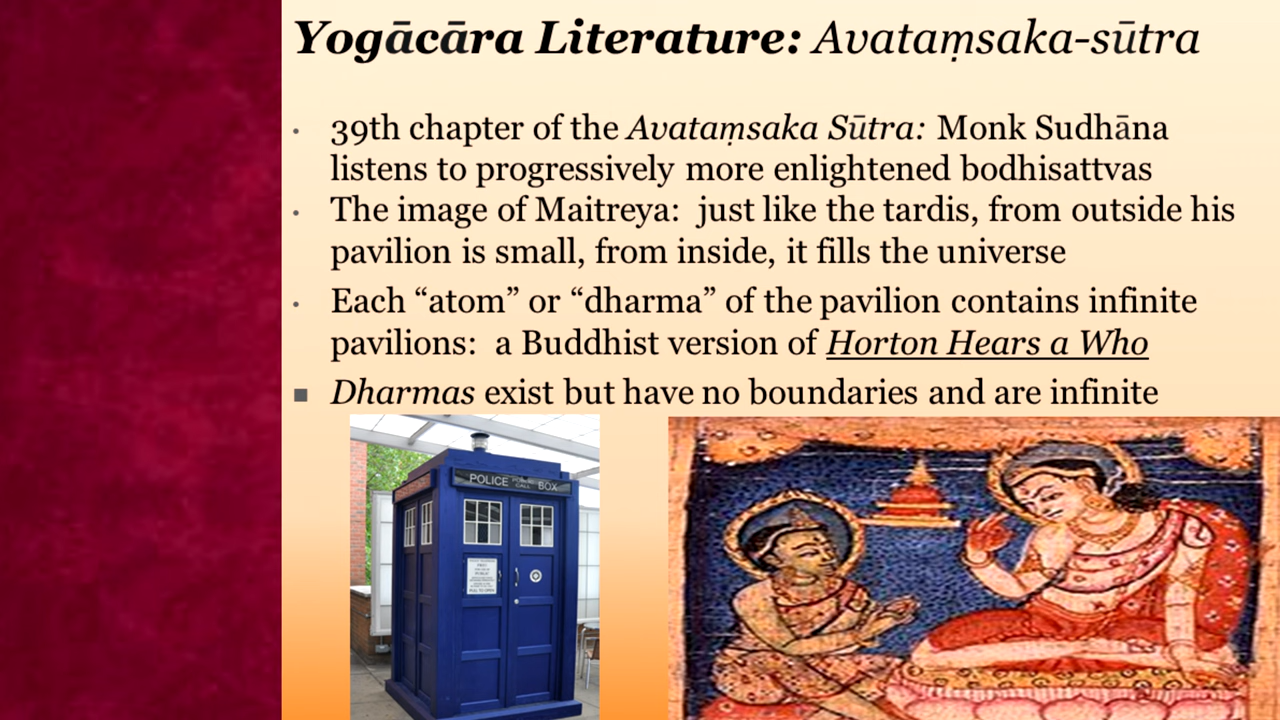 Yogācāra Literature: Avataṃsaka-sūtra
• 39th chapter of the Avataṃsaka Sūtra: Monk Sudhāna
listens to progressively more enlightened bodhisattvas
• The image of Maitreya: just like the tardis, from outside his
pavilion is small, from inside, it fills the universe
• Each “atom” or “dharma” of the pavilion contains infinite
pavilions: a Buddhist version of Horton Hears a Who
■ Dharmas exist but have no boundaries and are infinite
POLICE PUBLIC CALL BOX